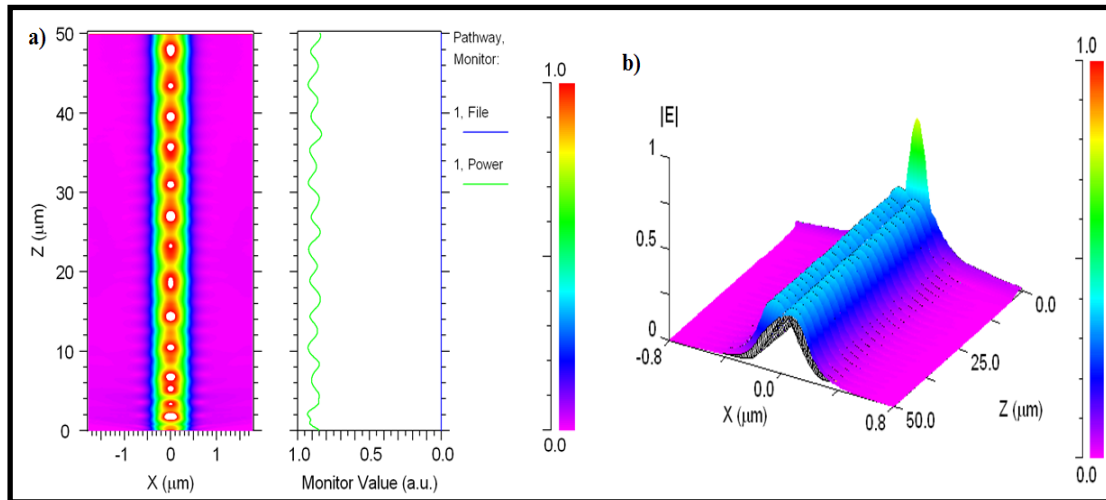 a)
50
40
30
20
10
0
Z (μm)
-1 0 1
X (μm)
1.0 0.0
Monitor Value (a.u.)
Pathway,
Monitor:
1, File
1, Power
1.0
0.0
b)
|E|
1
0.5
0
-0.8
0.0
0.8
X (μm)
0.0
25.0
50.0
Z (μm)
1.0
0.0